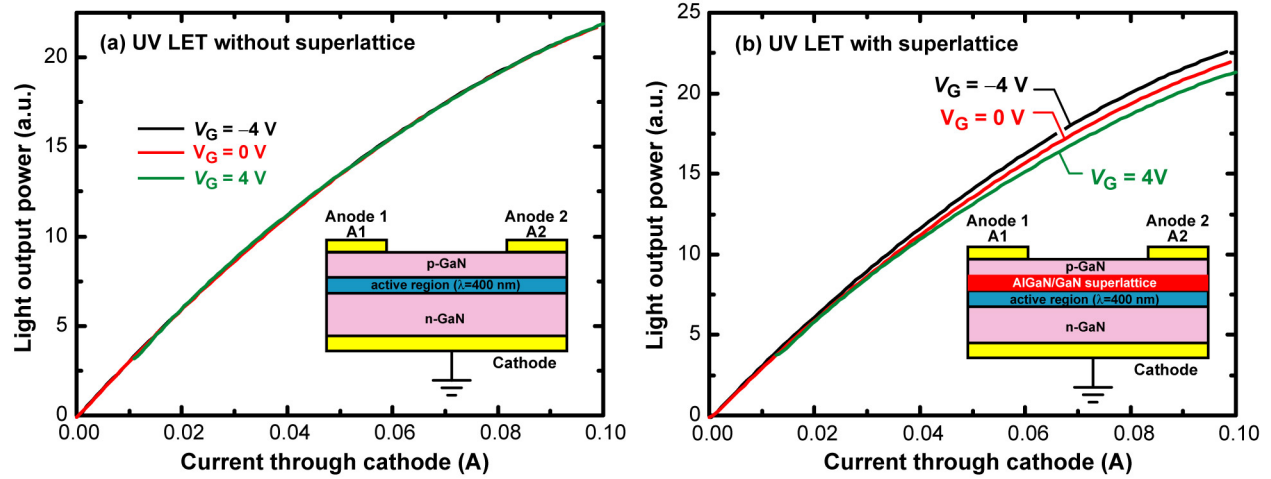 (a) UV LET without superlattice
Light output power (a.u.)
20
15
10
5
0
V_G = −4 V
V_G = 0 V
V_G = 4 V
Anode 1
A1
Anode 2
A2
p-GaN
active region (λ=400 nm)
n-GaN
Cathode
0.00 0.02 0.04 0.06 0.08 0.10
Current through cathode (A)
(b) UV LET with superlattice
Light output power (a.u.)
25
20
15
10
5
0
V_G = −4 V
V_G = 0 V
V_G = 4V
Anode 1
A1
Anode 2
A2
p-GaN
AlGaN/GaN superlattice
active region (λ=400 nm)
n-GaN
Cathode
0.00 0.02 0.04 0.06 0.08 0.10
Current through cathode (A)